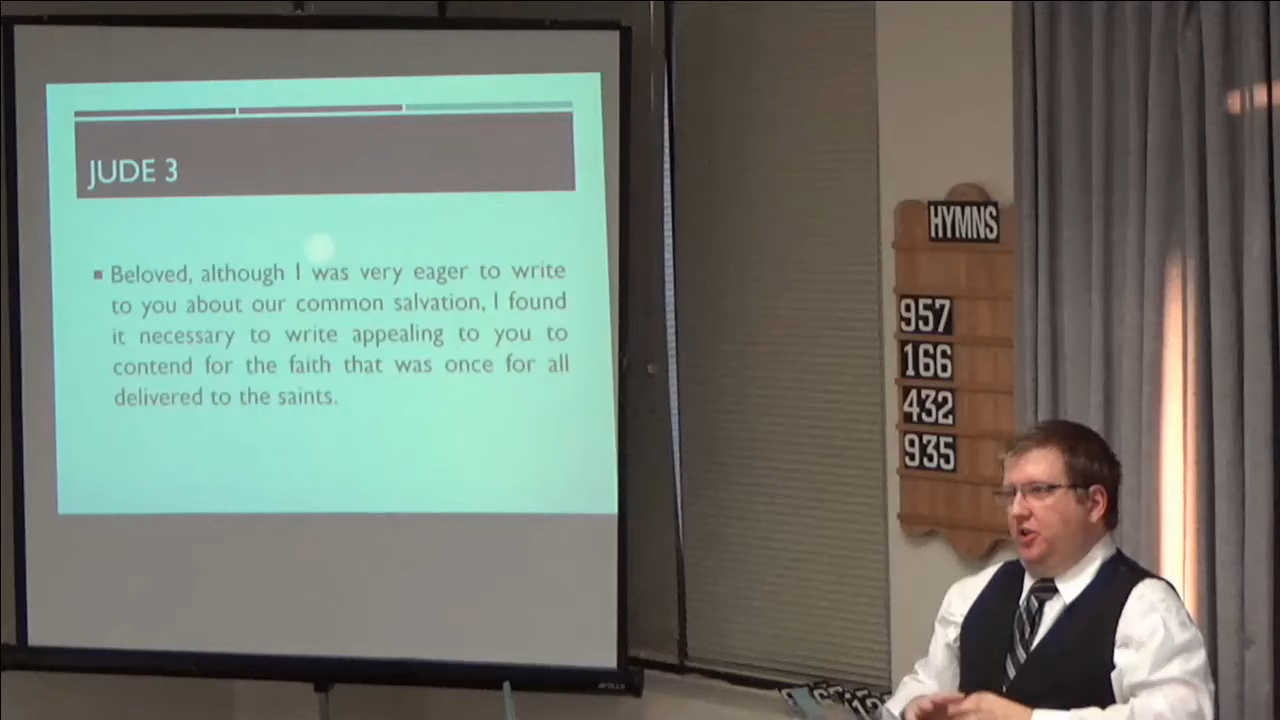 JUDE 3
Beloved, although I was very eager to write
to you about our common salvation, I found
it necessary to write appealing to you to
contend for the faith that was once for all
delivered to the saints.
HYMNS
957
166
432
935
APOLLO